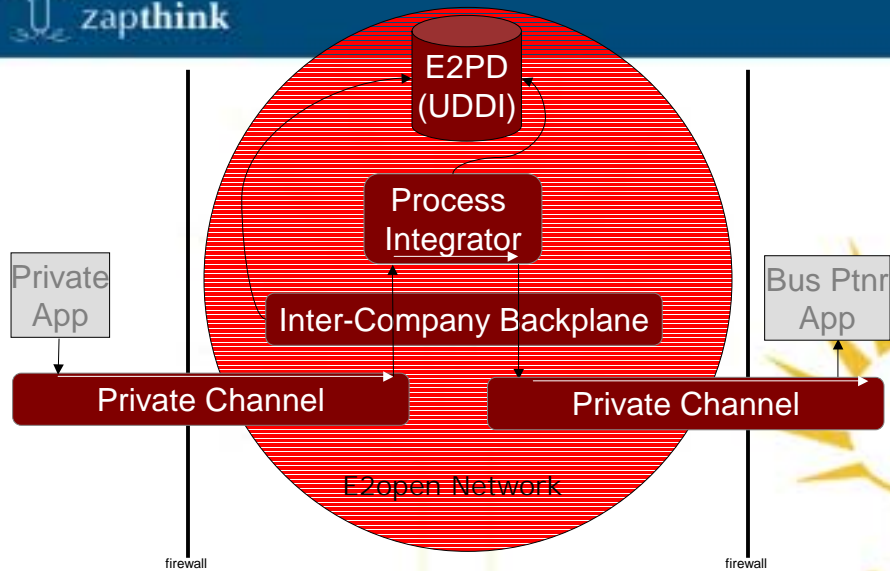 zapthink
E2PD
(UDDI)
Process
Integrator
Private
App
Bus Ptnr
App
Inter-Company Backplane
Private Channel
Private Channel
E2open Network
firewall
firewall